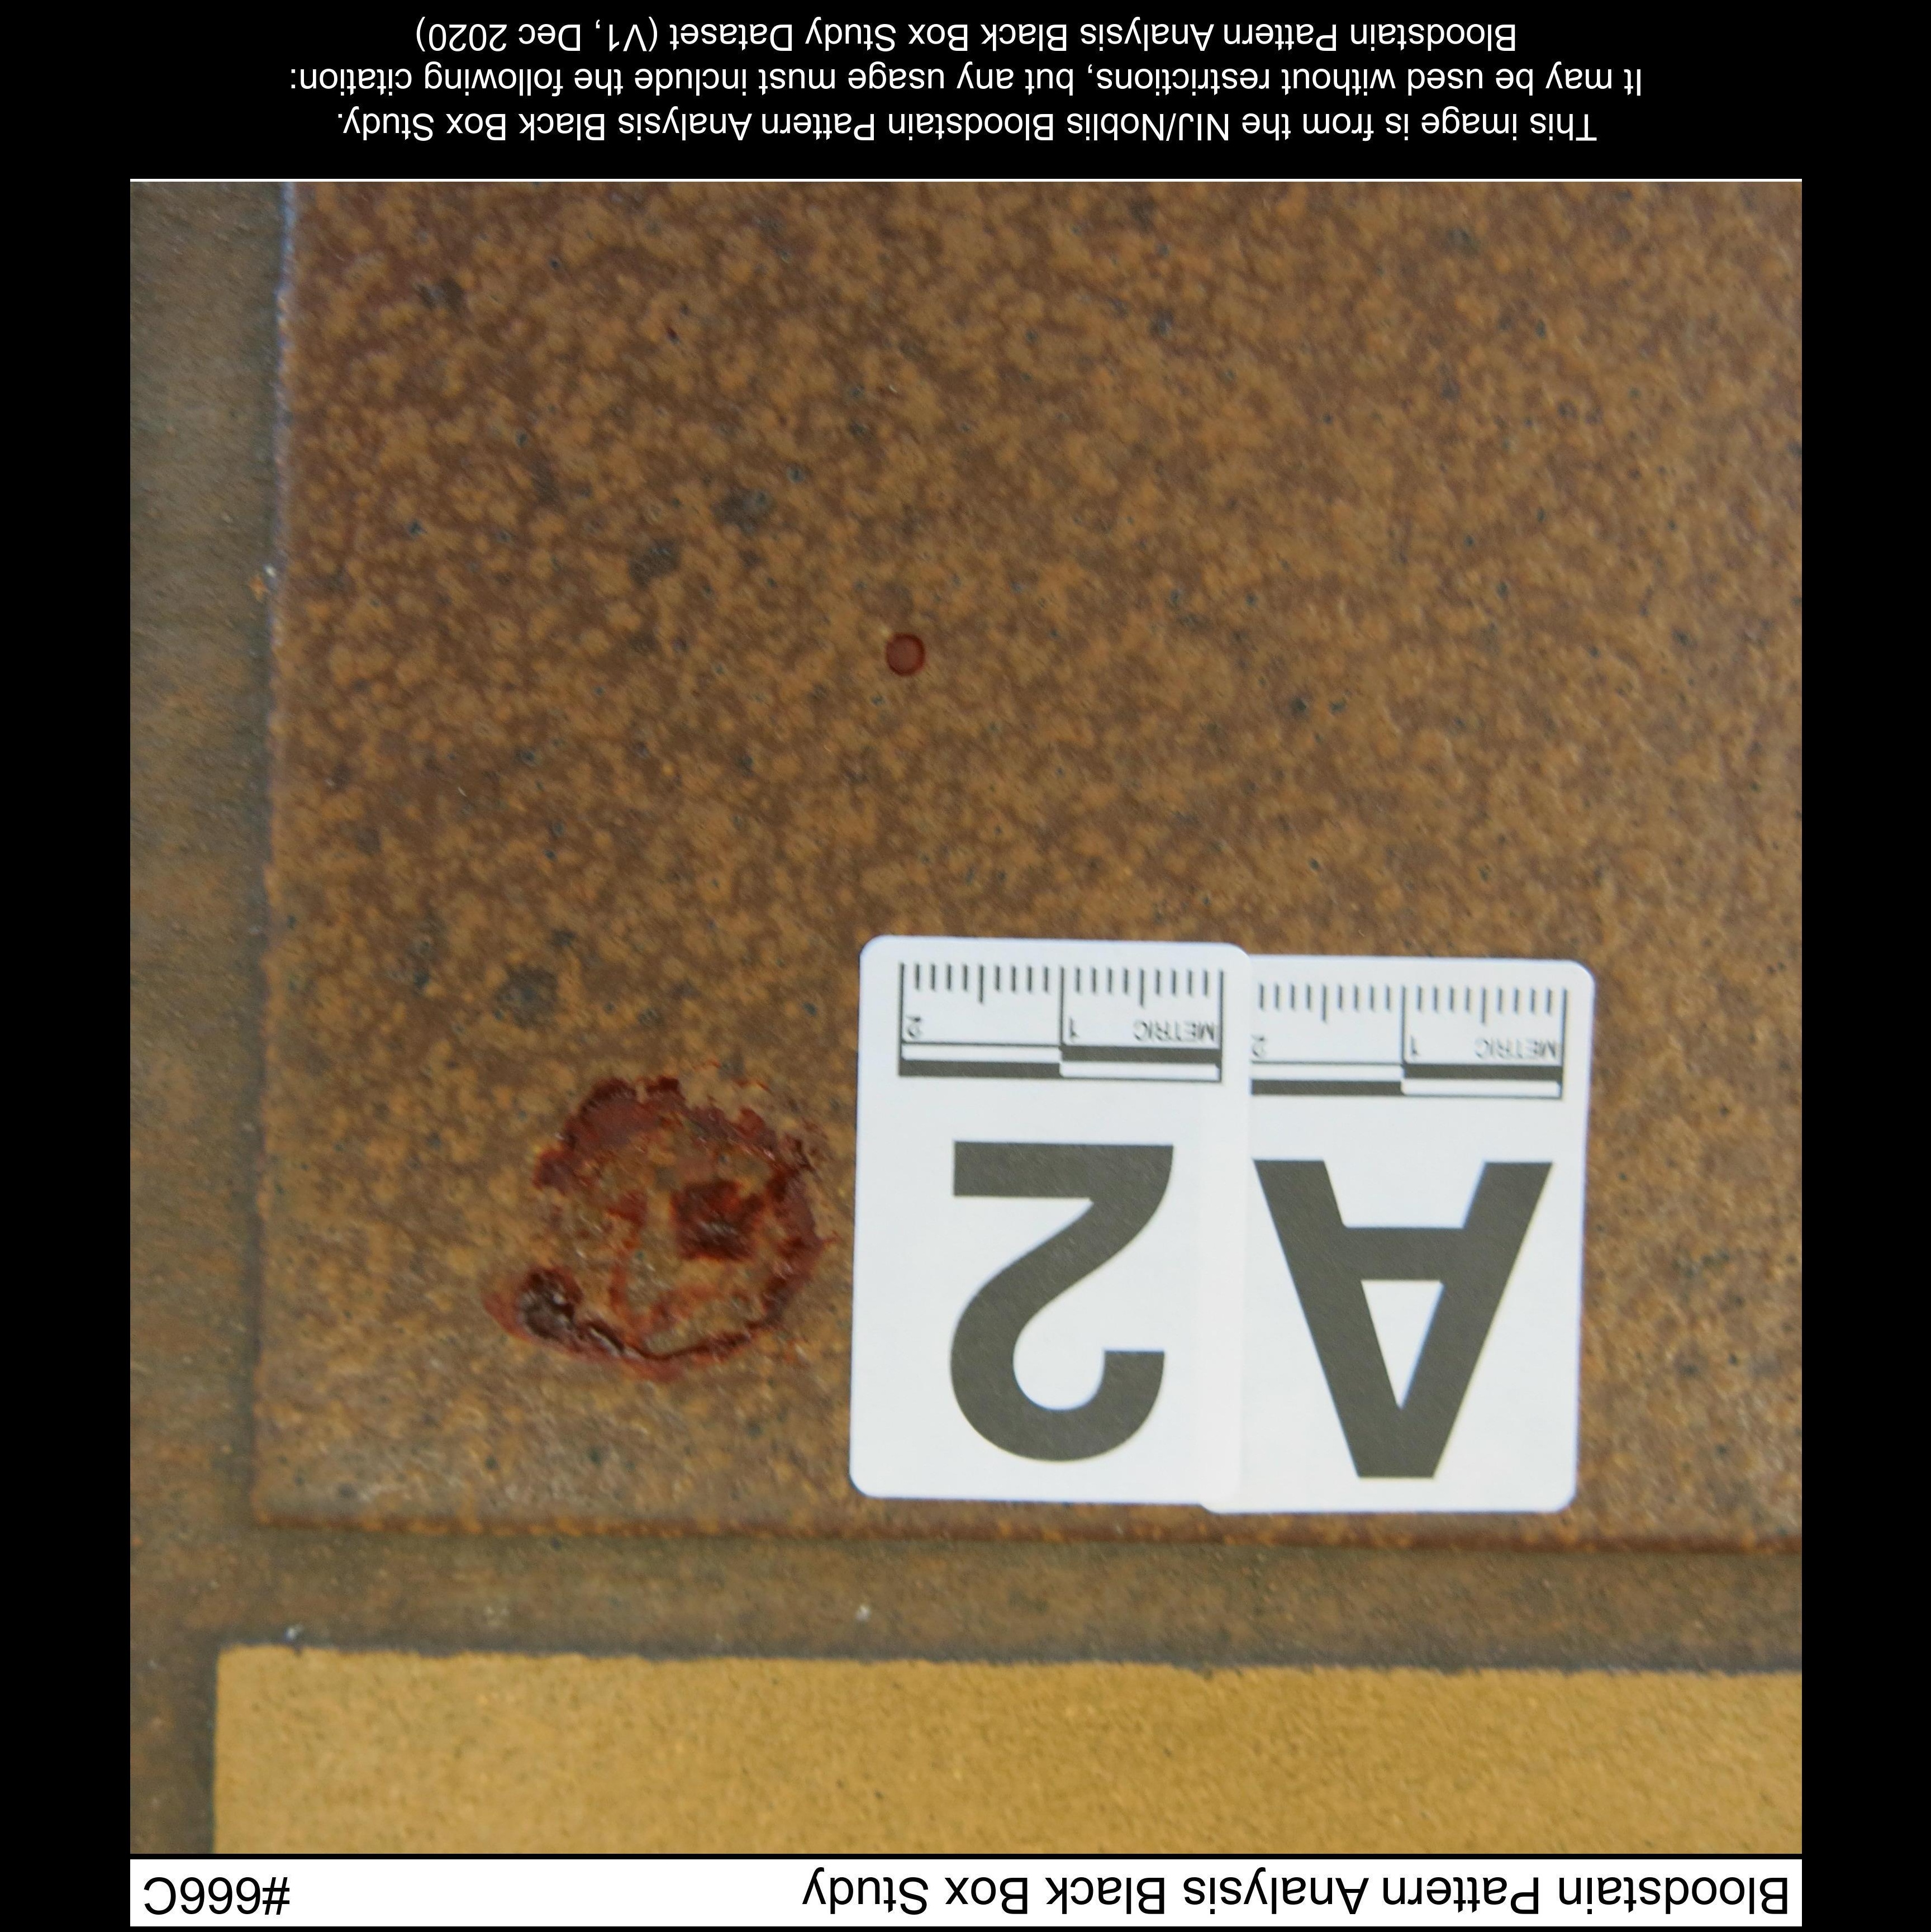 Bloodstain Pattern Analysis Black Box Study #666C
A 2
METRIC 1 2 METRIC 1 2
This image is from the NIJ/Noblis Bloodstain Pattern Analysis Black Box Study.
It may be used without restrictions, but any usage must include the following citation:
Bloodstain Pattern Analysis Black Box Study Dataset (V1, Dec 2020)